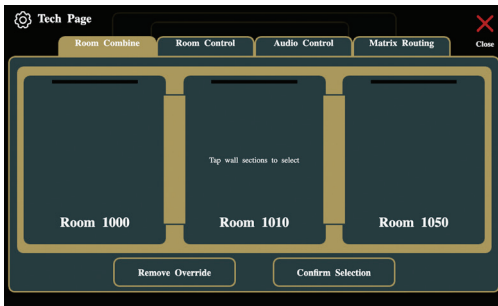 Tech Page
Close
Room Combine
Room Control
Audio Control
Matrix Routing
Tap wall sections to select
Room 1000
Room 1010
Room 1050
Remove Override
Confirm Selection